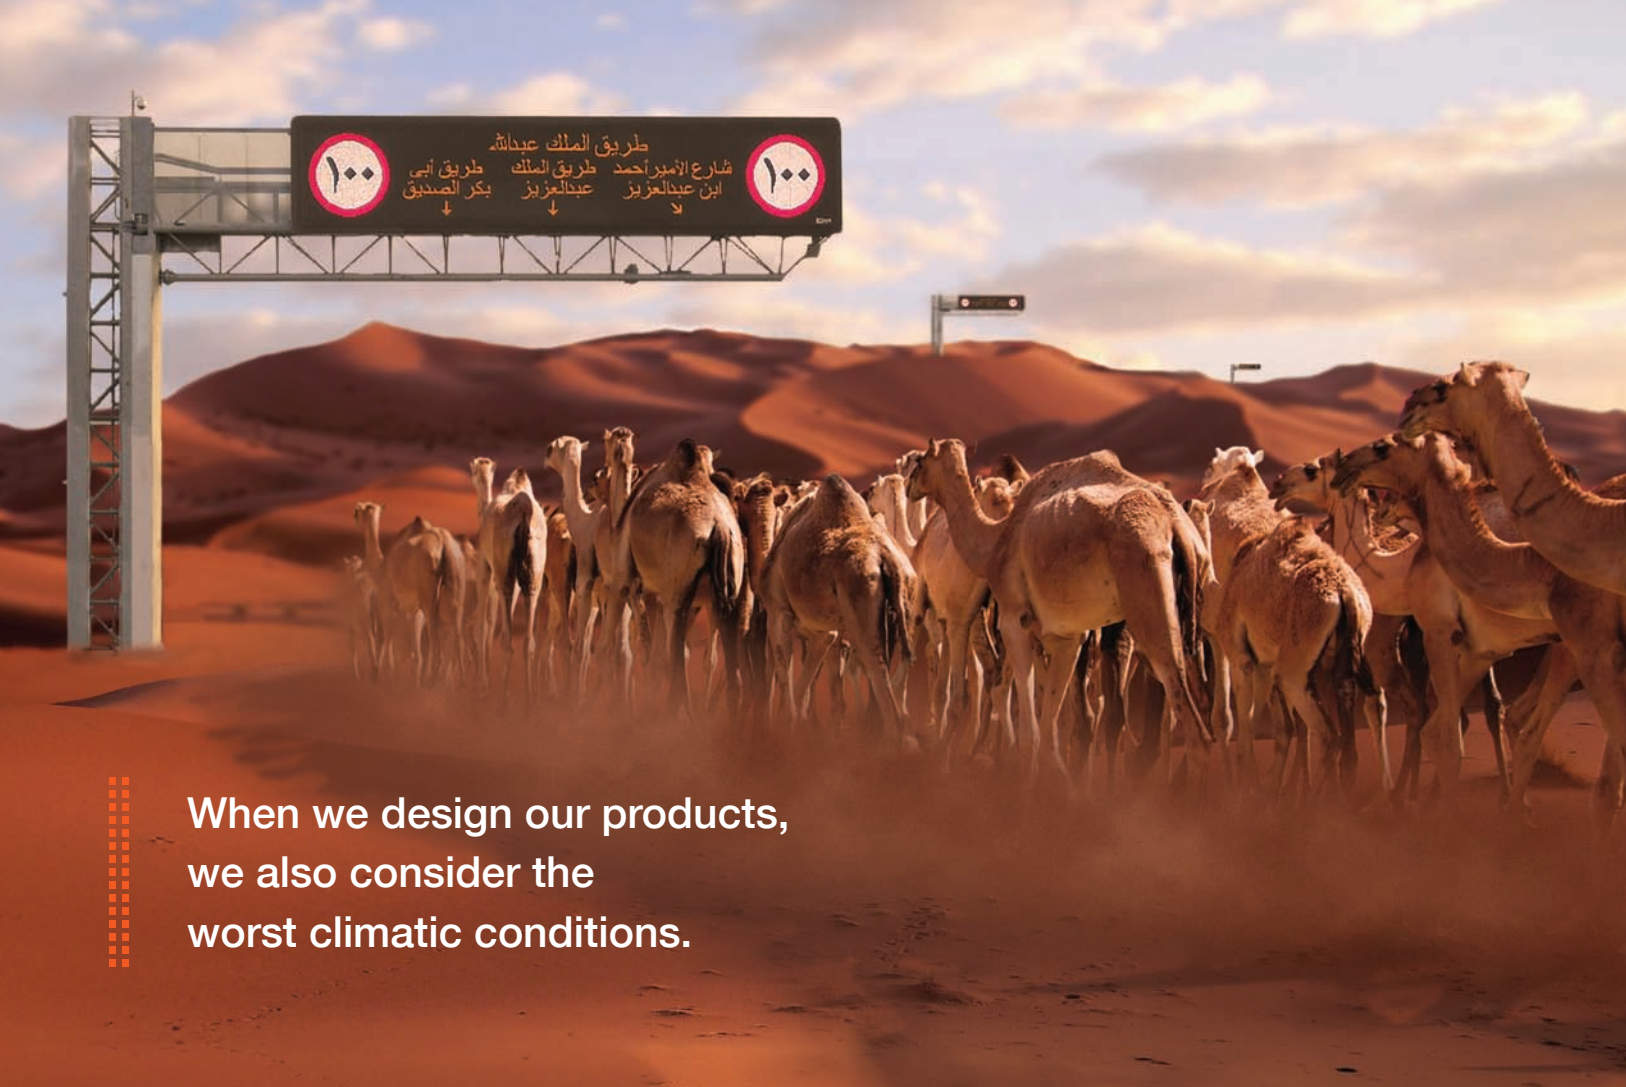 طريق الملك عبدالله
١٠٠
شارع الأمير أحمد طريق الملك طريق أبى
ابن عبدالعزيز عبدالعزيز بكر الصديق
١٠٠
When we design our products,
we also consider the
worst climatic conditions.